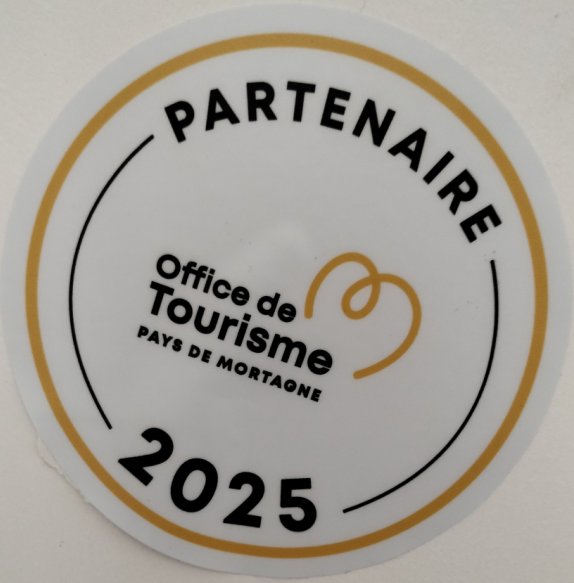 PARTENAIRE
Office de
Tourisme
PAYS DE MORTAGNE
2025